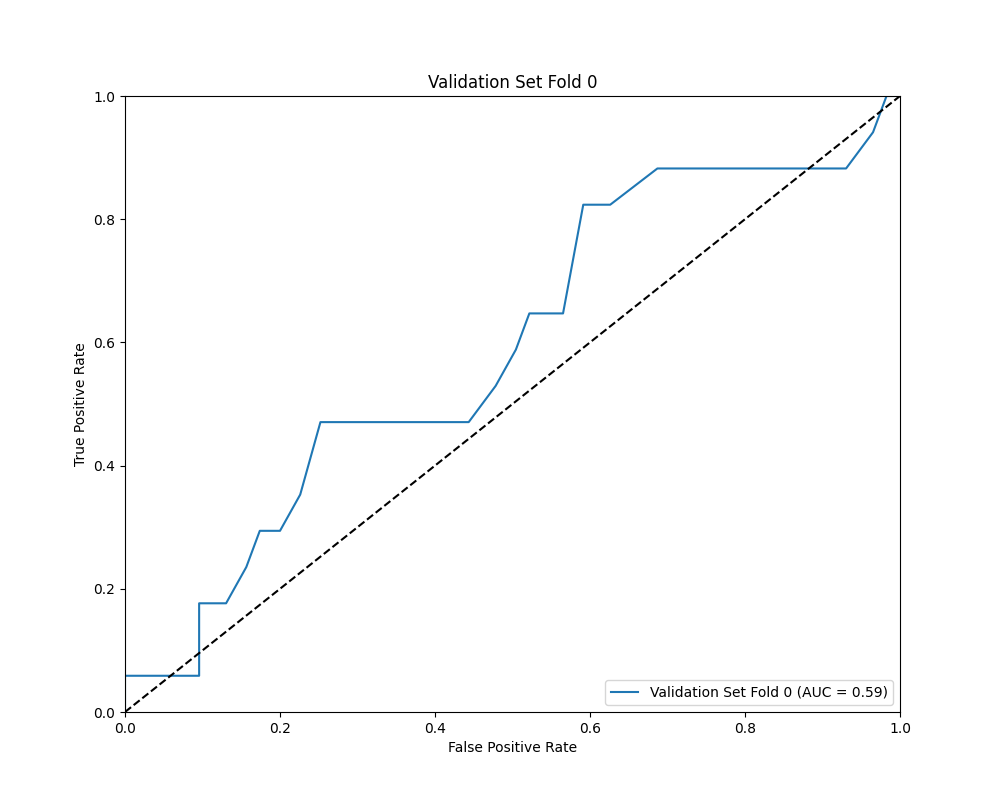 Validation Set Fold 0
1.0
0.8
0.6
0.4
0.2
0.0
True Positive Rate
Validation Set Fold 0 (AUC = 0.59)
0.0 0.2 0.4 0.6 0.8 1.0
False Positive Rate